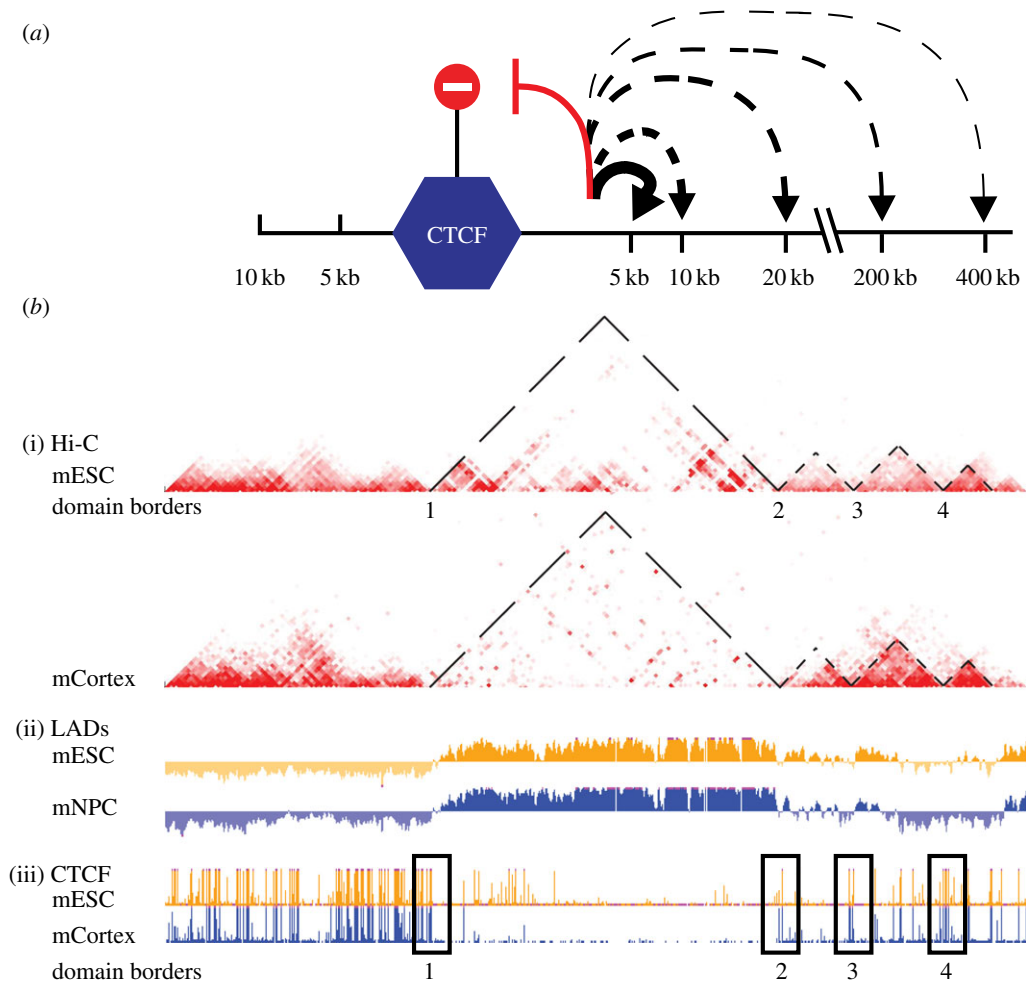 (a)
CTCF
10 kb 5 kb 5 kb 10 kb 20 kb 200 kb 400 kb
(b)
(i) Hi-C
mESC
domain borders
1 2 3 4
mCortex
(ii) LADs
mESC
mNPC
(iii) CTCF
mESC
mCortex
domain borders 1 2 3 4